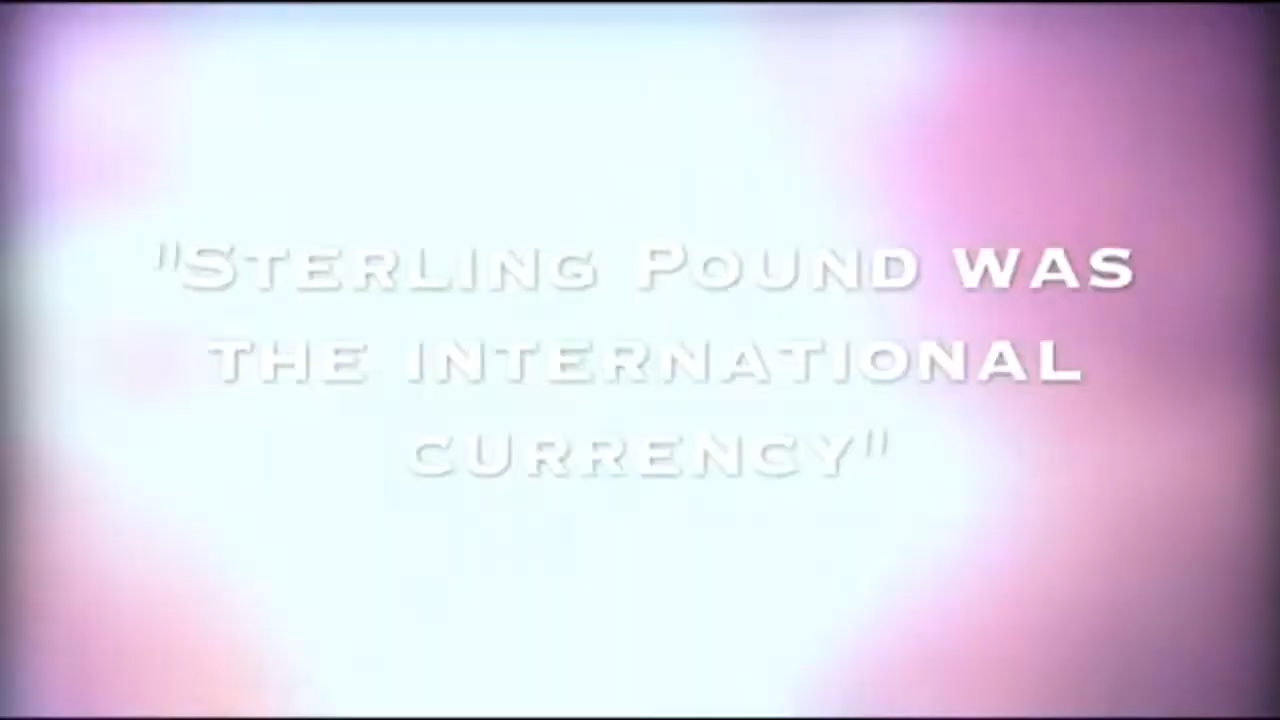 "Sterling Pound was
the international
currency"